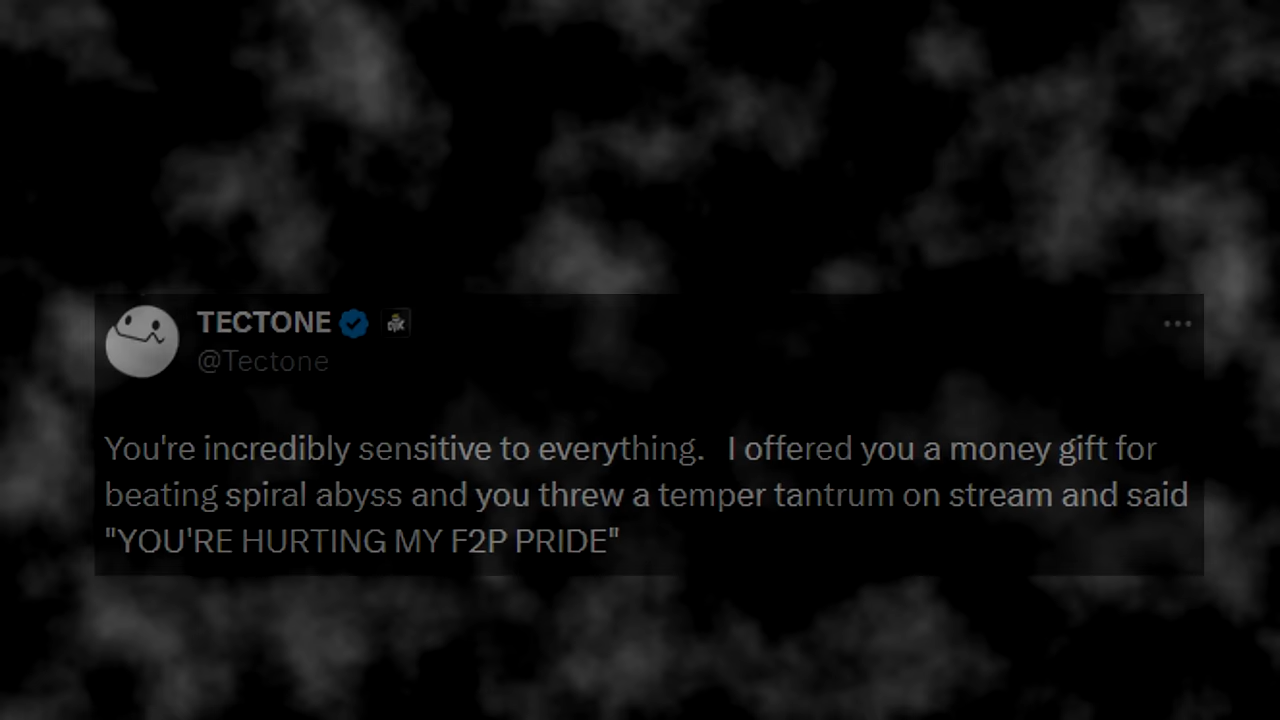 TECTONE
@Tectone
You're incredibly sensitive to everything.   I offered you a money gift for
beating spiral abyss and you threw a temper tantrum on stream and said
"YOU'RE HURTING MY F2P PRIDE"